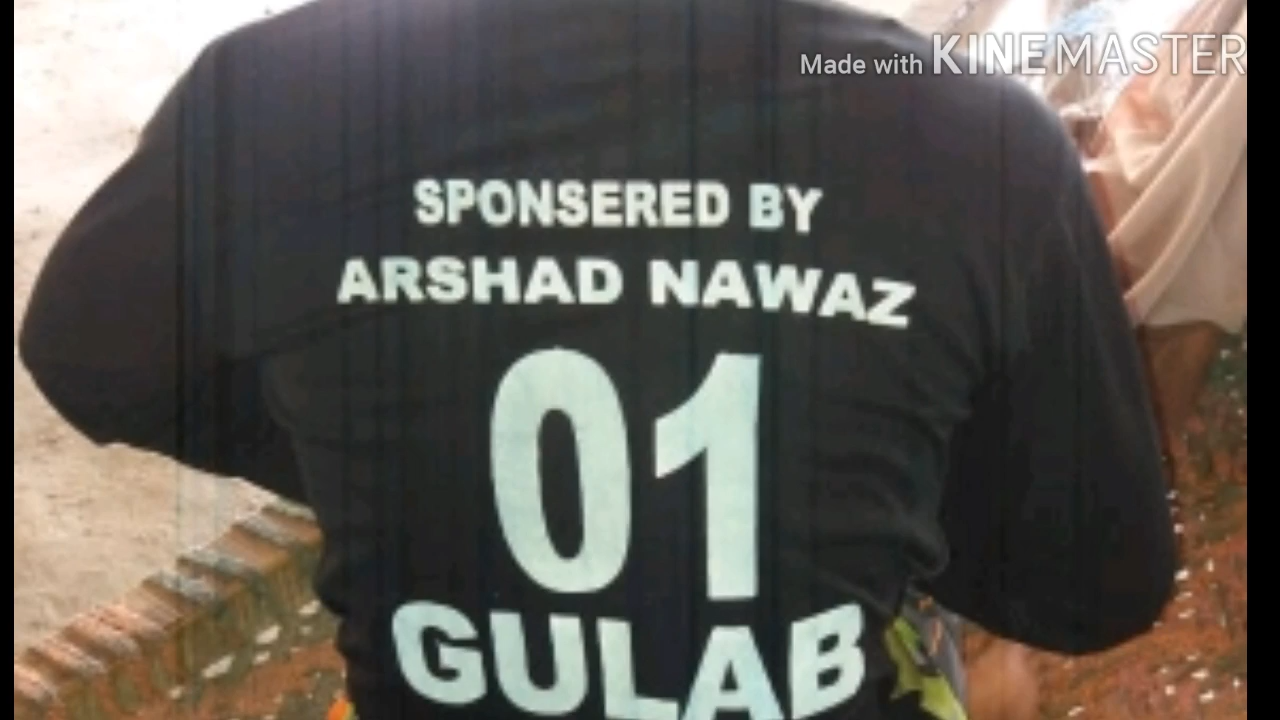 Made with KINEMASTER
SPONSERED BY
ARSHAD NAWAZ
01
GULAB